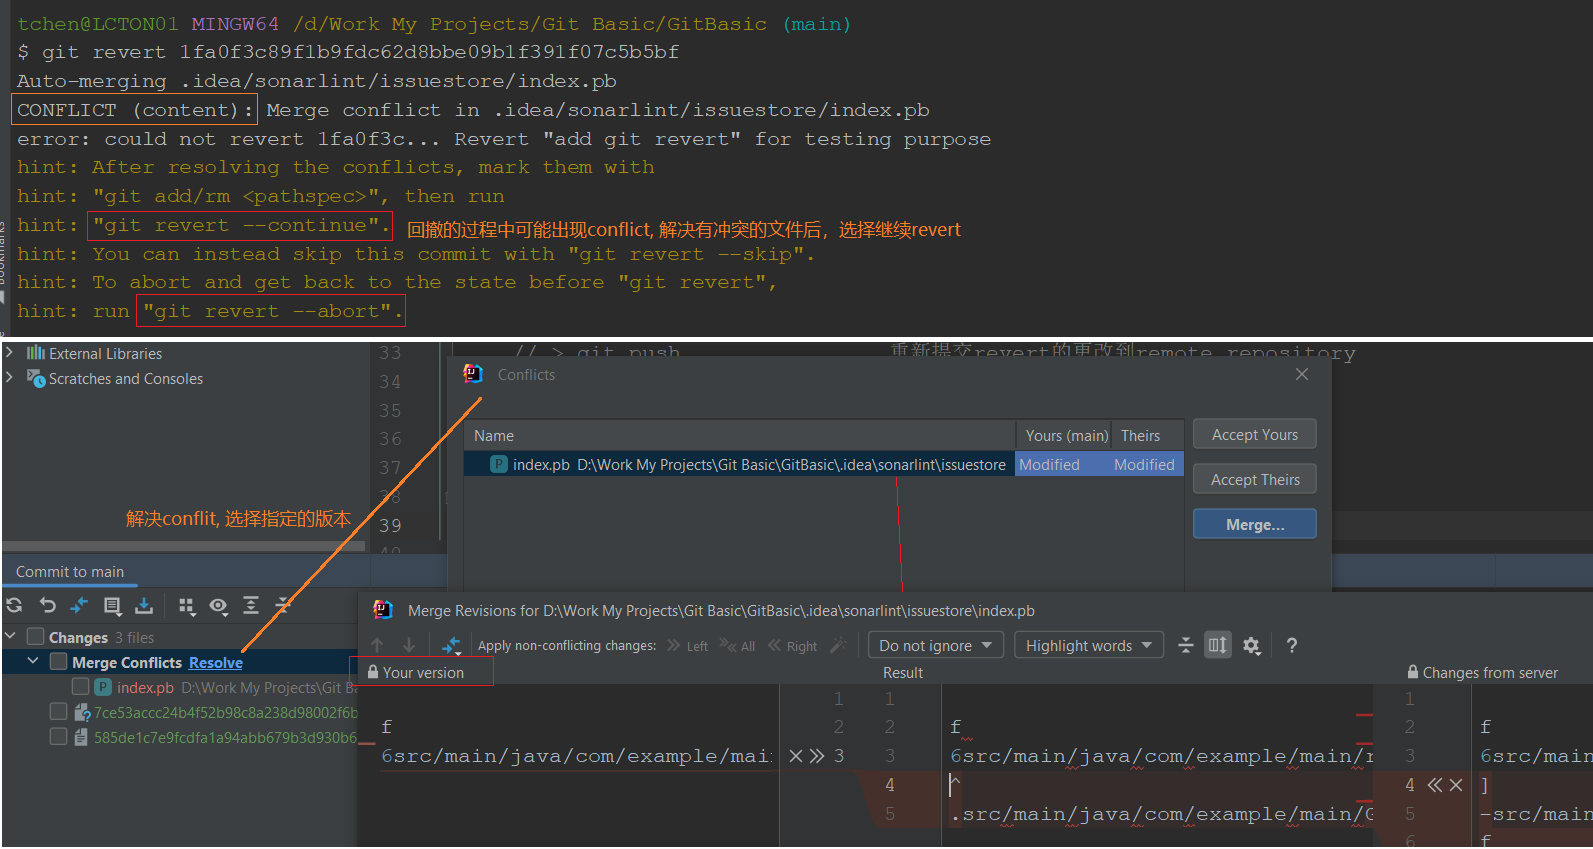 tchen@LCTON01 MINGW64 /d/Work My Projects/Git Basic/GitBasic (main)
$ git revert 1fa0f3c89f1b9fdc62d8bbe09b1f391f07c5b5bf
Auto-merging .idea/sonarlint/issuestore/index.pb
CONFLICT (content): Merge conflict in .idea/sonarlint/issuestore/index.pb
error: could not revert 1fa0f3c... Revert "add git revert" for testing purpose
hint: After resolving the conflicts, mark them with
hint: "git add/rm <pathspec>", then run
hint: "git revert --continue". 回撤的过程中可能出现conflict, 解决有冲突的文件后，选择继续revert
hint: You can instead skip this commit with "git revert --skip".
hint: To abort and get back to the state before "git revert",
hint: run "git revert --abort".
External Libraries
Scratches and Consoles
33 // > git push 重新提交revert的更改到remote repository
34
35
36
37
38
39
40
解决conflit, 选择指定的版本
Conflicts
Name Yours (main) Theirs
index.pb D:\Work My Projects\Git Basic\GitBasic\.idea\sonarlint\issuestore Modified Modified
Accept Yours
Accept Theirs
Merge...
Commit to main
Changes 3 files
Merge Conflicts Resolve
index.pb D:\Work My Projects\Git Ba
7ce53accc24b4f52b98c8a238d98002f6b
585de1c7e9fcdfa1a94abb679b3d930b6
Merge Revisions for D:\Work My Projects\Git Basic\GitBasic\.idea\sonarlint\issuestore\index.pb
Apply non-conflicting changes: Left All Right Do not ignore Highlight words ?
Your version Result Changes from server
1 1 1
f 2 2 f 2 f
6src/main/java/com/example/mai 3 3 6src/main/java/com/example/main/r 3 6src/main
4 ^ 4 ]
5 .src/main/java/com/example/main/G 5 -src/main
6 f